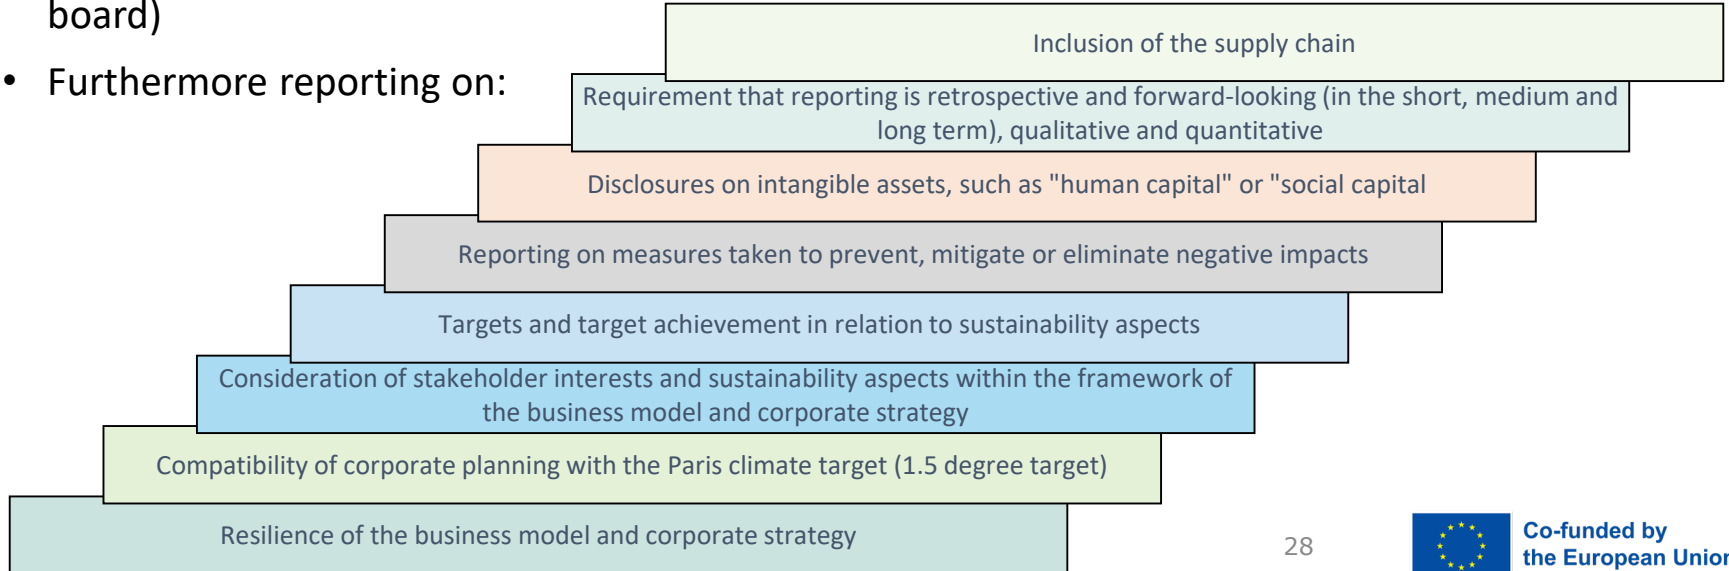 board)
• Furthermore reporting on:
Inclusion of the supply chain
Requirement that reporting is retrospective and forward-looking (in the short, medium and
long term), qualitative and quantitative
Disclosures on intangible assets, such as "human capital" or "social capital
Reporting on measures taken to prevent, mitigate or eliminate negative impacts
Targets and target achievement in relation to sustainability aspects
Consideration of stakeholder interests and sustainability aspects within the framework of
the business model and corporate strategy
Compatibility of corporate planning with the Paris climate target (1.5 degree target)
Resilience of the business model and corporate strategy
28
Co-funded by
the European Union